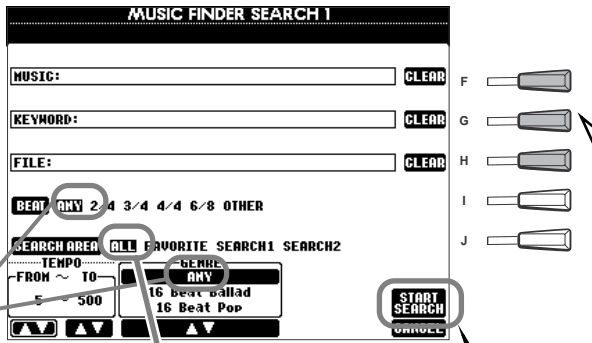 MUSIC FINDER SEARCH 1
MUSIC: CLEAR F
KEYWORD: CLEAR G
FILE: CLEAR H
BEAT ANY 2/4 3/4 4/4 6/8 OTHER I
SEARCH AREA ALL FAVORITE SEARCH1 SEARCH2 J
TEMPO GENRE
FROM ~ TO ANY
5 ~ 500 16 Beat Ballad START
16 Beat Pop SEARCH
▲▼ ▲▼ ▲▼ CANCEL